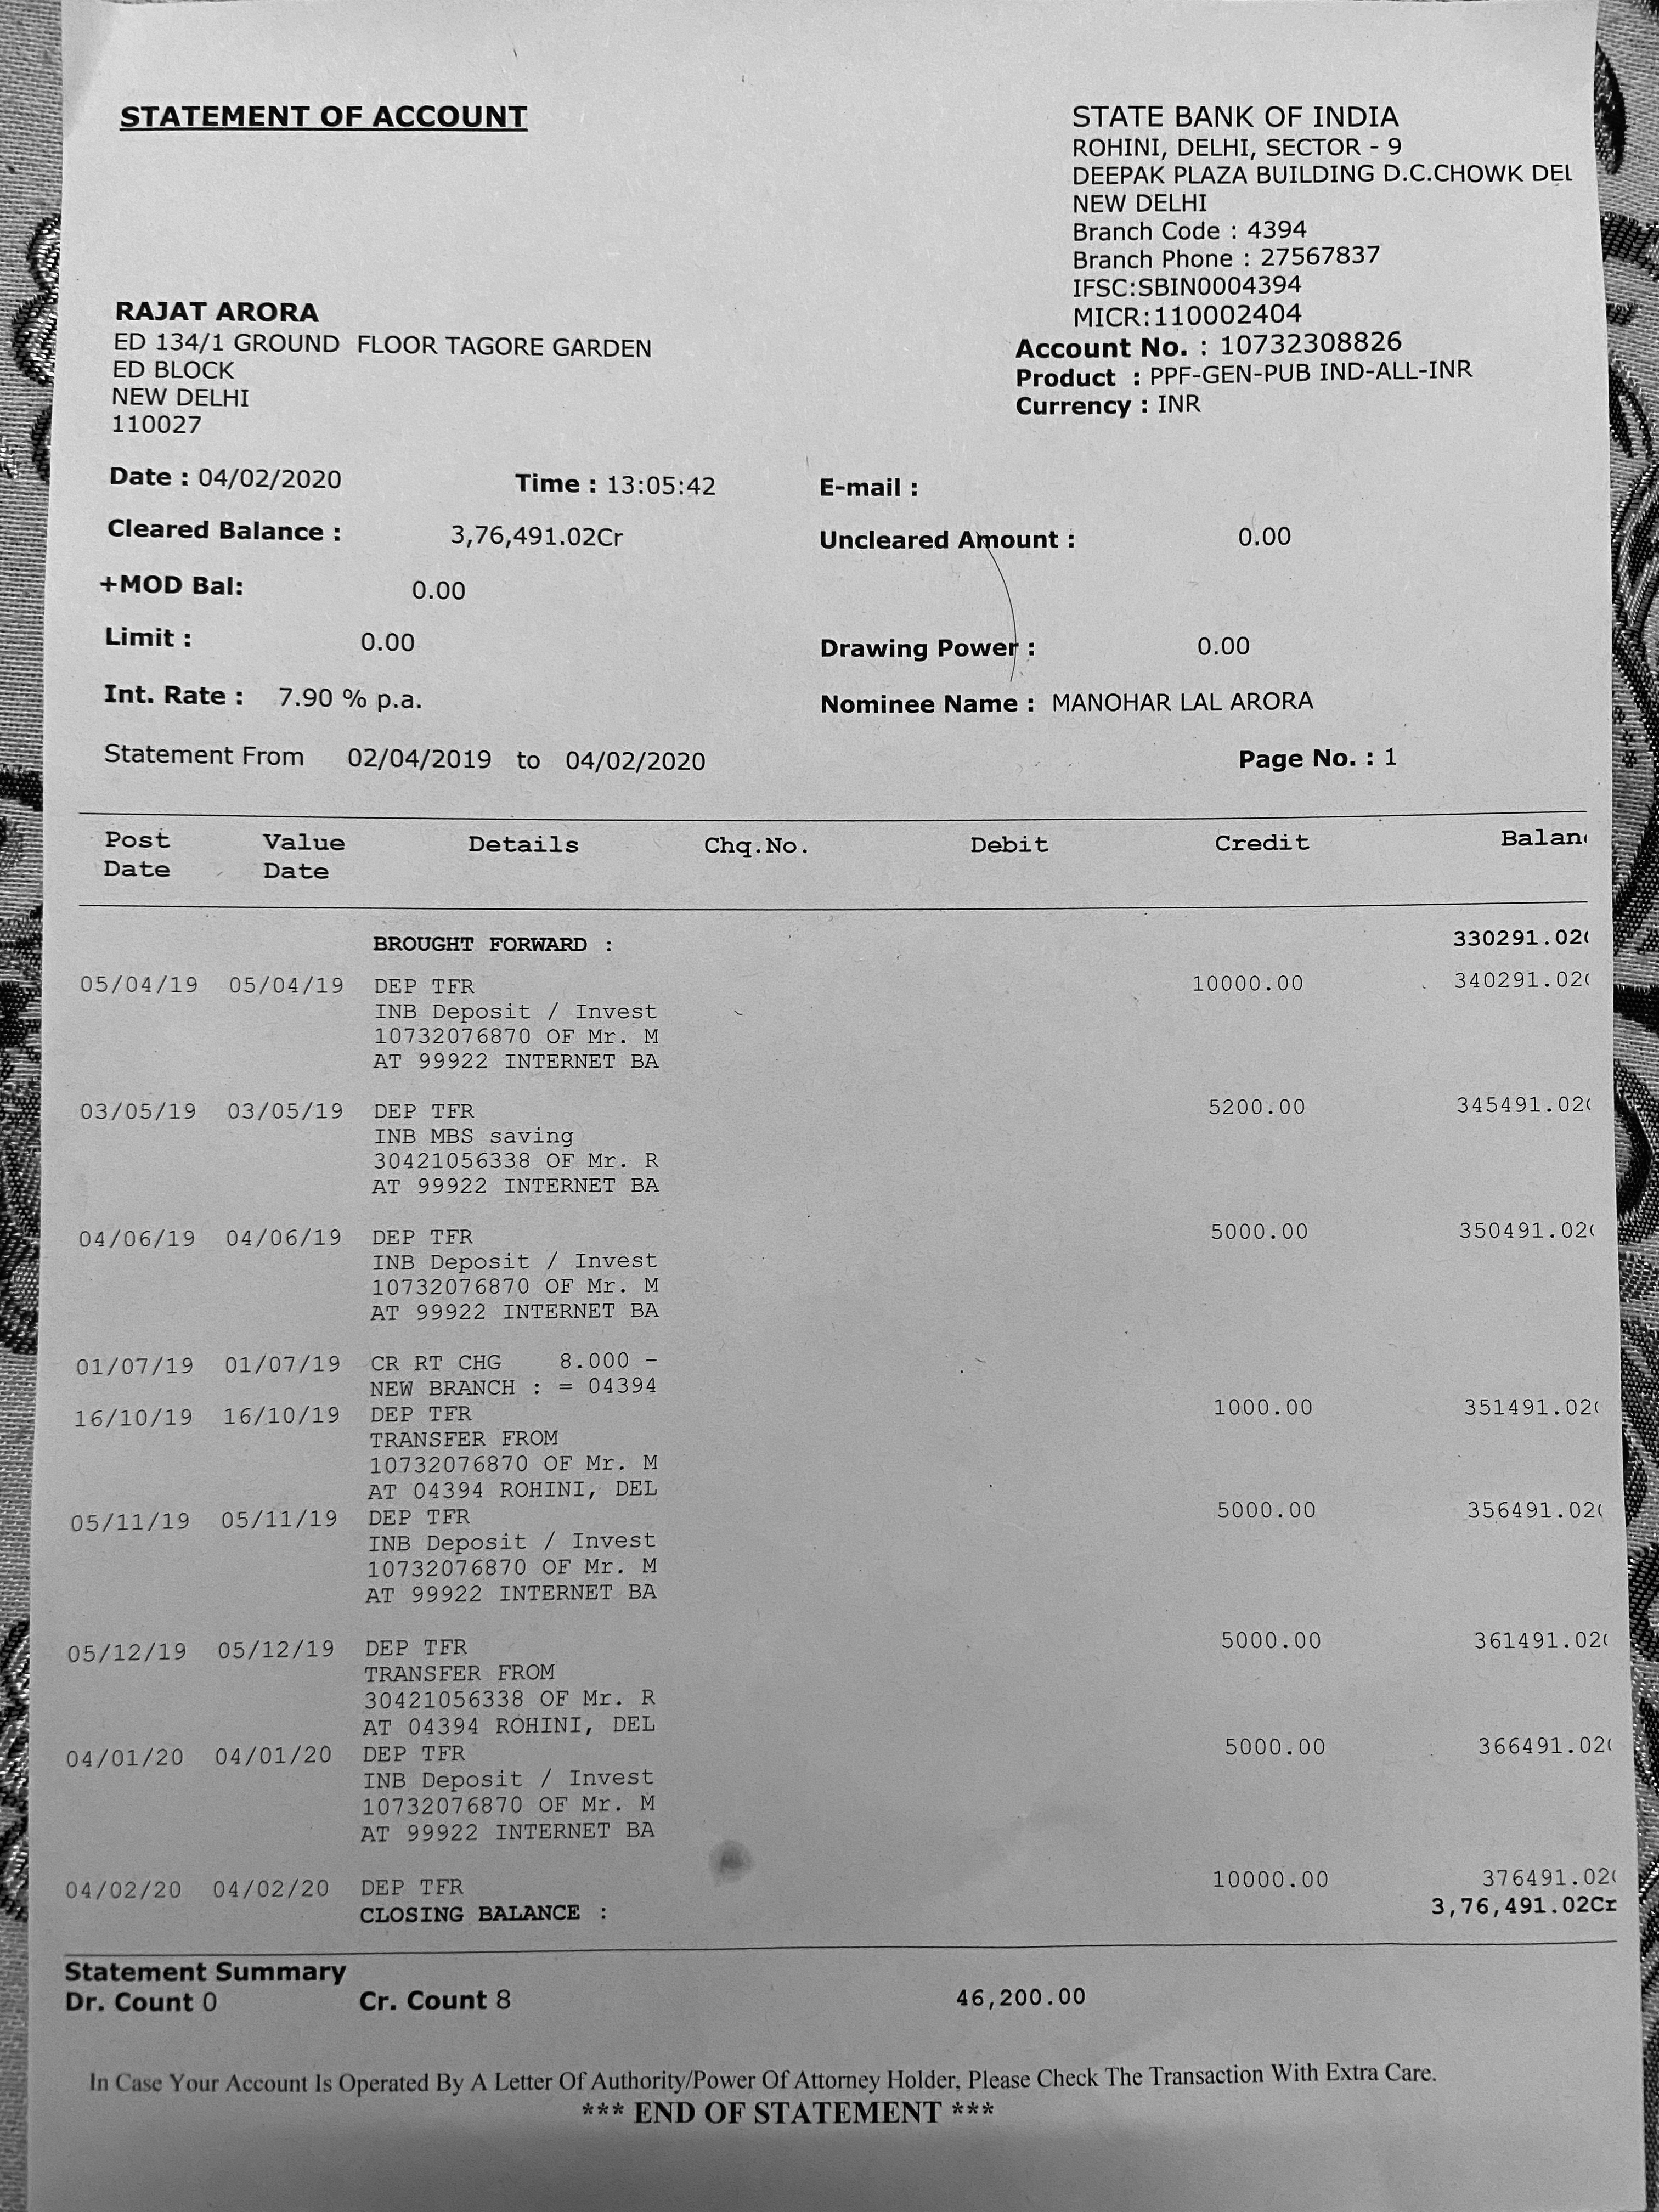 STATEMENT OF ACCOUNT
STATE BANK OF INDIA
ROHINI, DELHI, SECTOR - 9
DEEPAK PLAZA BUILDING D.C.CHOWK DEL
NEW DELHI
Branch Code : 4394
Branch Phone : 27567837
IFSC:SBIN0004394
MICR:110002404
Account No. : 10732308826
Product : PPF-GEN-PUB IND-ALL-INR
Currency : INR
RAJAT ARORA
ED 134/1 GROUND FLOOR TAGORE GARDEN
ED BLOCK
NEW DELHI
110027
Date : 04/02/2020 Time : 13:05:42 E-mail :
Cleared Balance : 3,76,491.02Cr Uncleared Amount : 0.00
+MOD Bal: 0.00
Limit : 0.00 Drawing Power : 0.00
Int. Rate : 7.90 % p.a. Nominee Name : MANOHAR LAL ARORA
Statement From 02/04/2019 to 04/02/2020 Page No. : 1
Post Value Details Chq.No. Debit Credit Balan
Date Date
BROUGHT FORWARD : 330291.02
05/04/19 05/04/19 DEP TFR 10000.00 340291.02
INB Deposit / Invest
10732076870 OF Mr. M
AT 99922 INTERNET BA
03/05/19 03/05/19 DEP TFR 5200.00 345491.02
INB MBS saving
30421056338 OF Mr. R
AT 99922 INTERNET BA
04/06/19 04/06/19 DEP TFR 5000.00 350491.02
INB Deposit / Invest
10732076870 OF Mr. M
AT 99922 INTERNET BA
01/07/19 01/07/19 CR RT CHG 8.000 -
NEW BRANCH : = 04394
16/10/19 16/10/19 DEP TFR 1000.00 351491.02
TRANSFER FROM
10732076870 OF Mr. M
AT 04394 ROHINI, DEL
05/11/19 05/11/19 DEP TFR 5000.00 356491.02
INB Deposit / Invest
10732076870 OF Mr. M
AT 99922 INTERNET BA
05/12/19 05/12/19 DEP TFR 5000.00 361491.02
TRANSFER FROM
30421056338 OF Mr. R
AT 04394 ROHINI, DEL
04/01/20 04/01/20 DEP TFR 5000.00 366491.02
INB Deposit / Invest
10732076870 OF Mr. M
AT 99922 INTERNET BA
04/02/20 04/02/20 DEP TFR 10000.00 376491.02
CLOSING BALANCE : 3,76,491.02Cr
Statement Summary
Dr. Count 0 Cr. Count 8 46,200.00
In Case Your Account Is Operated By A Letter Of Authority/Power Of Attorney Holder, Please Check The Transaction With Extra Care.
*** END OF STATEMENT ***